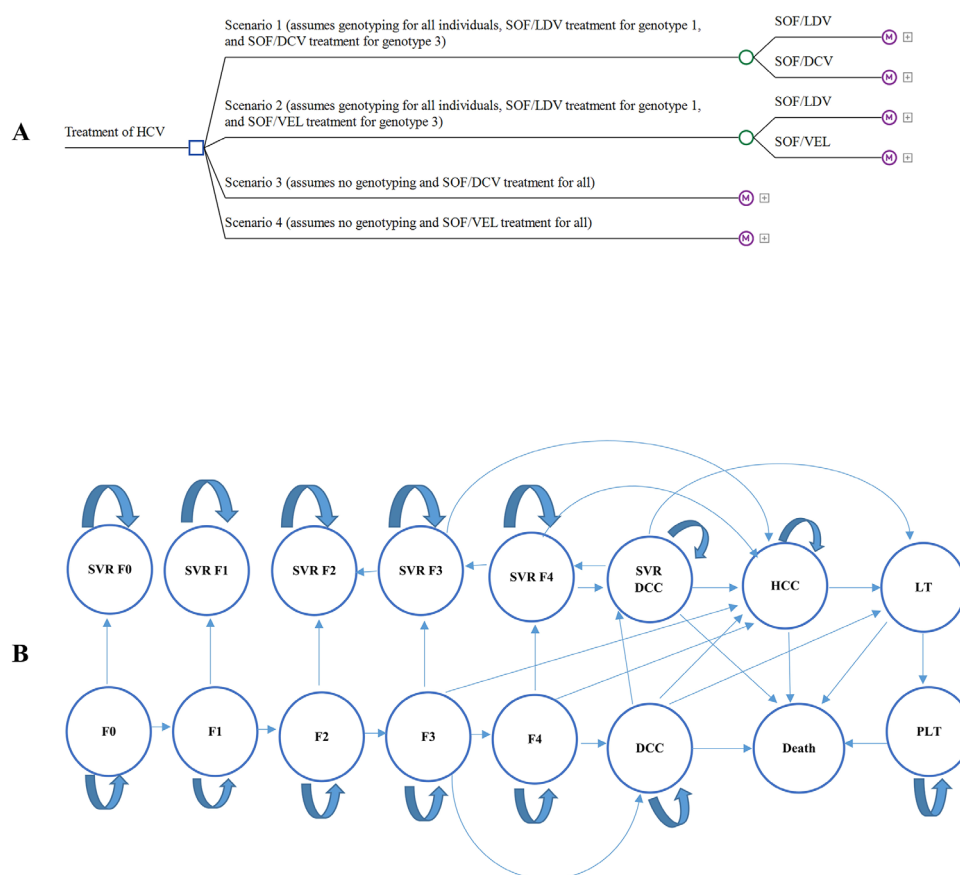 A
Treatment of HCV
Scenario 1 (assumes genotyping for all individuals, SOF/LDV treatment for genotype 1,
and SOF/DCV treatment for genotype 3)
SOF/LDV
M
SOF/DCV
M
Scenario 2 (assumes genotyping for all individuals, SOF/LDV treatment for genotype 1,
and SOF/VEL treatment for genotype 3)
SOF/LDV
M
SOF/VEL
M
Scenario 3 (assumes no genotyping and SOF/DCV treatment for all)
M
Scenario 4 (assumes no genotyping and SOF/VEL treatment for all)
M
B
SVR F0
SVR F1
SVR F2
SVR F3
SVR F4
SVR
DCC
HCC
LT
F0
F1
F2
F3
F4
DCC
Death
PLT